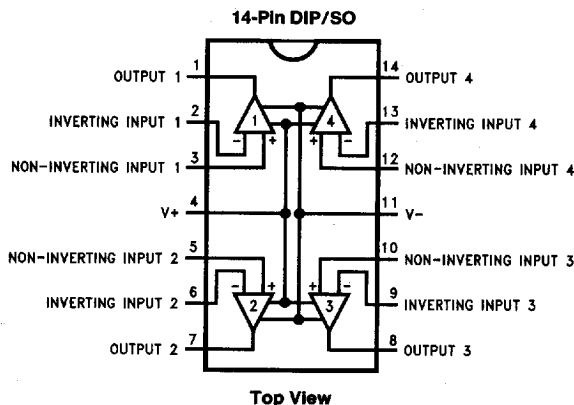 14-Pin DIP/SO
1
OUTPUT 1
14
OUTPUT 4
2
INVERTING INPUT 1
1
4
13
INVERTING INPUT 4
- +
+ -
3
NON-INVERTING INPUT 1
12
NON-INVERTING INPUT 4
4
V+
11
V-
5
NON-INVERTING INPUT 2
10
NON-INVERTING INPUT 3
- +
+ -
6
INVERTING INPUT 2
2
3
9
INVERTING INPUT 3
7
OUTPUT 2
8
OUTPUT 3
Top View